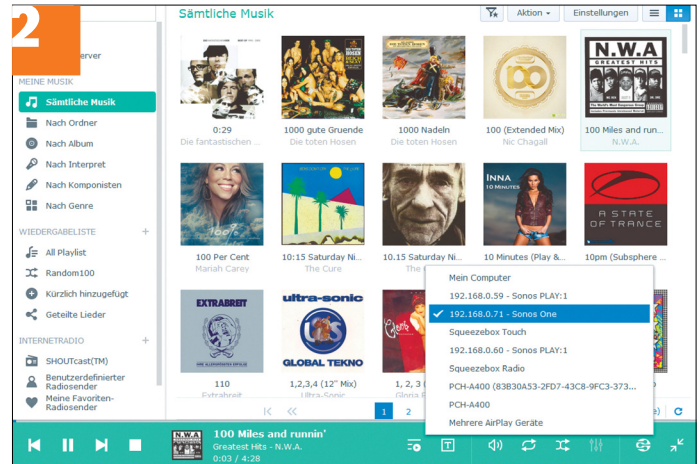 2
Sämtliche Musik
Aktion
Einstellungen
erver
MEINE MUSIK
Sämtliche Musik
Nach Ordner
Nach Album
Nach Interpret
Nach Komponisten
Nach Genre
WIEDERGABELISTE +
All Playlist
Random100
Kürzlich hinzugefügt
Geteilte Lieder
INTERNETRADIO +
SHOUTcast(TM)
Benutzerdefinierter
Radiosender
Meine Favoriten-
Radiosender
N.W.A
GREATEST HITS
0:29
Die fantastischen ...
1000 gute Gruende
Die toten Hosen
1000 Nadeln
Die toten Hosen
100 (Extended Mix)
Nic Chagall
100 Miles and run...
N.W.A.
INNA
10 MINUTES
A STATE
OF TRANCE
100 Per Cent
Mariah Carey
10:15 Saturday Ni...
The Cure
10.15 Saturday Ni...
The
10 Minutes (Play &...
10pm (Subsphere ...
EXTRABREIT
ultra-sonic
GLOBAL TEKNO
110
Extrabreit
1,2,3,4 (12" Mix)
Ultra-Sonic
1, 2, 3 (
Gloria E
Mein Computer
192.168.0.59 - Sonos PLAY:1
192.168.0.71 - Sonos One
Squeezebox Touch
192.168.0.60 - Sonos PLAY:1
Squeezebox Radio
PCH-A400 (83B30A53-2FD7-43C8-9FC3-373...
PCH-A400
Mehrere AirPlay Geräte
1 2
e)
100 Miles and runnin'
Greatest Hits - N.W.A.
0:03 / 4:28